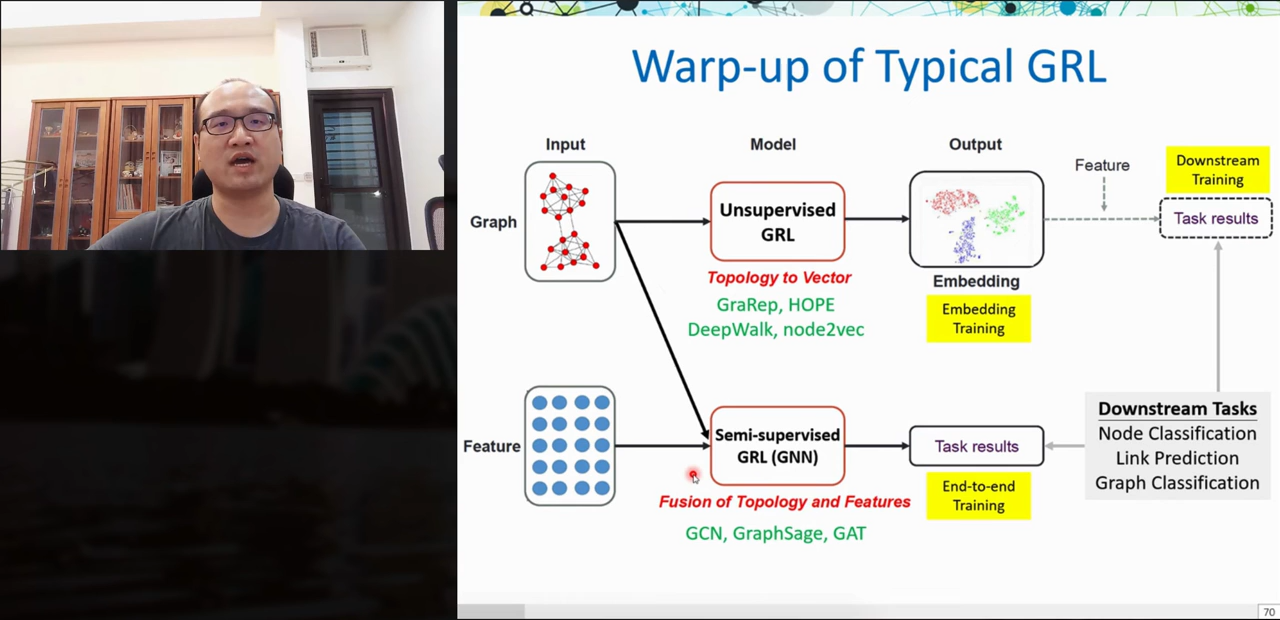 Warp-up of Typical GRL
Input
Model
Output
Graph
Unsupervised
GRL
Topology to Vector
GraRep, HOPE
DeepWalk, node2vec
Embedding
Embedding
Training
Feature
Downstream
Training
Task results
Feature
Semi-supervised
GRL (GNN)
Fusion of Topology and Features
GCN, GraphSage, GAT
Task results
End-to-end
Training
Downstream Tasks
Node Classification
Link Prediction
Graph Classification
70